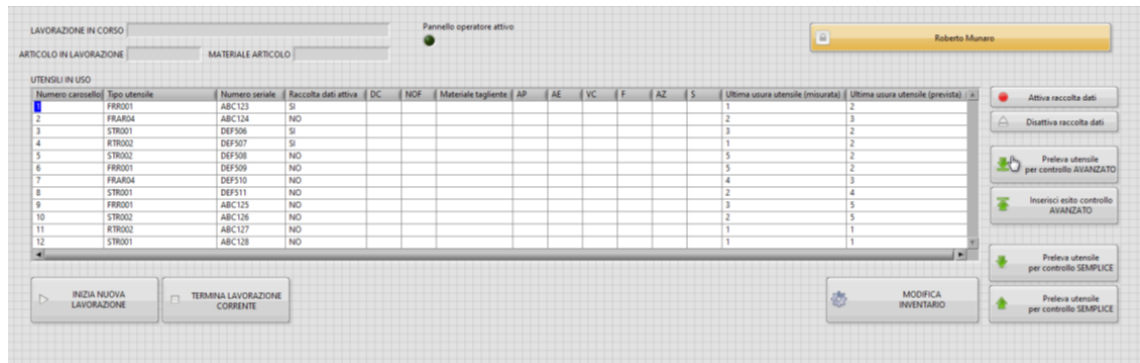 LAVORAZIONE IN CORSO
Pannello operatore attivo
Roberto Munaro
ARTICOLO IN LAVORAZIONE MATERIALE ARTICOLO
UTENSILI IN USO
Numero carosello Tipo utensile Numero seriale Raccolta dati attiva DC NOF Materiale tagliente AP AE VC F AZ S Ultima usura utensile (misurata) Ultima usura utensile (prevista)
1 FRR001 ABC123 SI 1 2
2 FRAR04 ABC124 NO 2 3
3 STR001 DEF506 SI 3 2
4 RTR002 DEF507 SI 1 2
5 STR002 DEF508 NO 5 2
6 FRR001 DEF509 NO 5 2
7 FRAR04 DEF510 NO 4 3
8 STR001 DEF511 NO 2 4
9 FRR001 ABC125 NO 3 5
10 STR002 ABC126 NO 2 5
11 RTR002 ABC127 NO 1 1
12 STR001 ABC128 NO 1 1
Attiva raccolta dati
Disattiva raccolta dati
Preleva utensile
per controllo AVANZATO
Inserisci esito controllo
AVANZATO
Preleva utensile
per controllo SEMPLICE
Preleva utensile
per controllo SEMPLICE
INIZIA NUOVA
LAVORAZIONE
TERMINA LAVORAZIONE
CORRENTE
MODIFICA
INVENTARIO